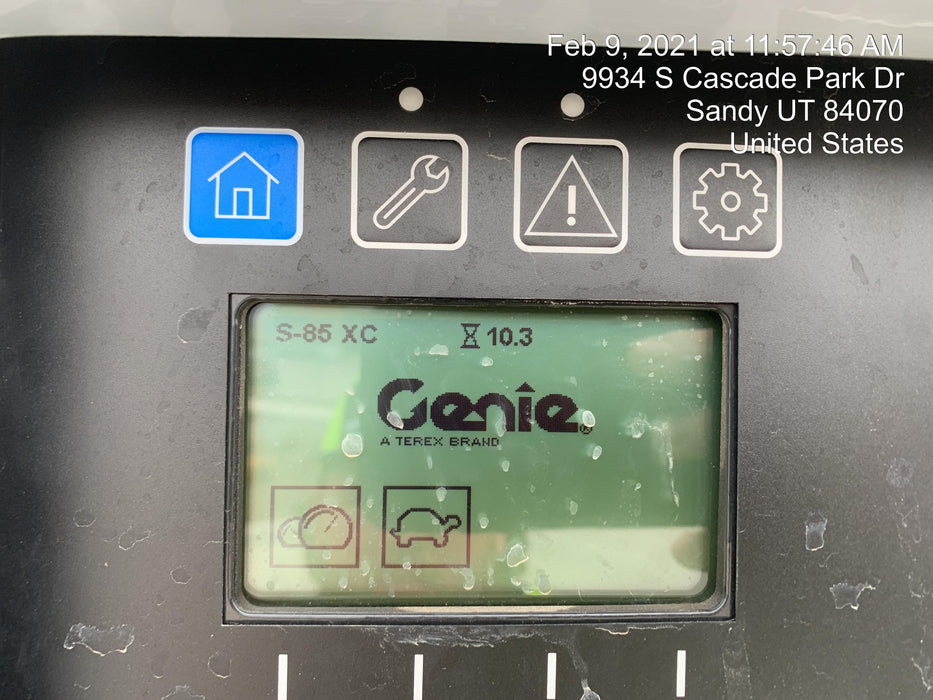 Feb 9, 2021 at 11:57:46 AM
9934 S Cascade Park Dr
Sandy UT 84070
United States
S-85 XC 10.3
Genie®
A TEREX BRAND